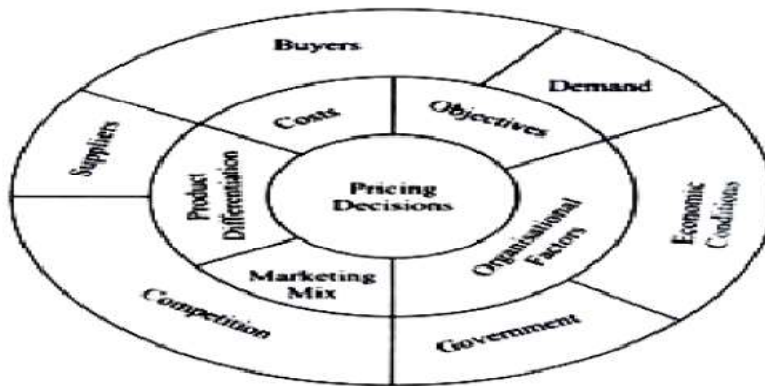 Buyers
Demand
Costs
Objectives
Suppliers
Product
Differentiation
Pricing
Decisions
Economic
Conditions
Organisational
Factors
Marketing
Mix
Competition
Government